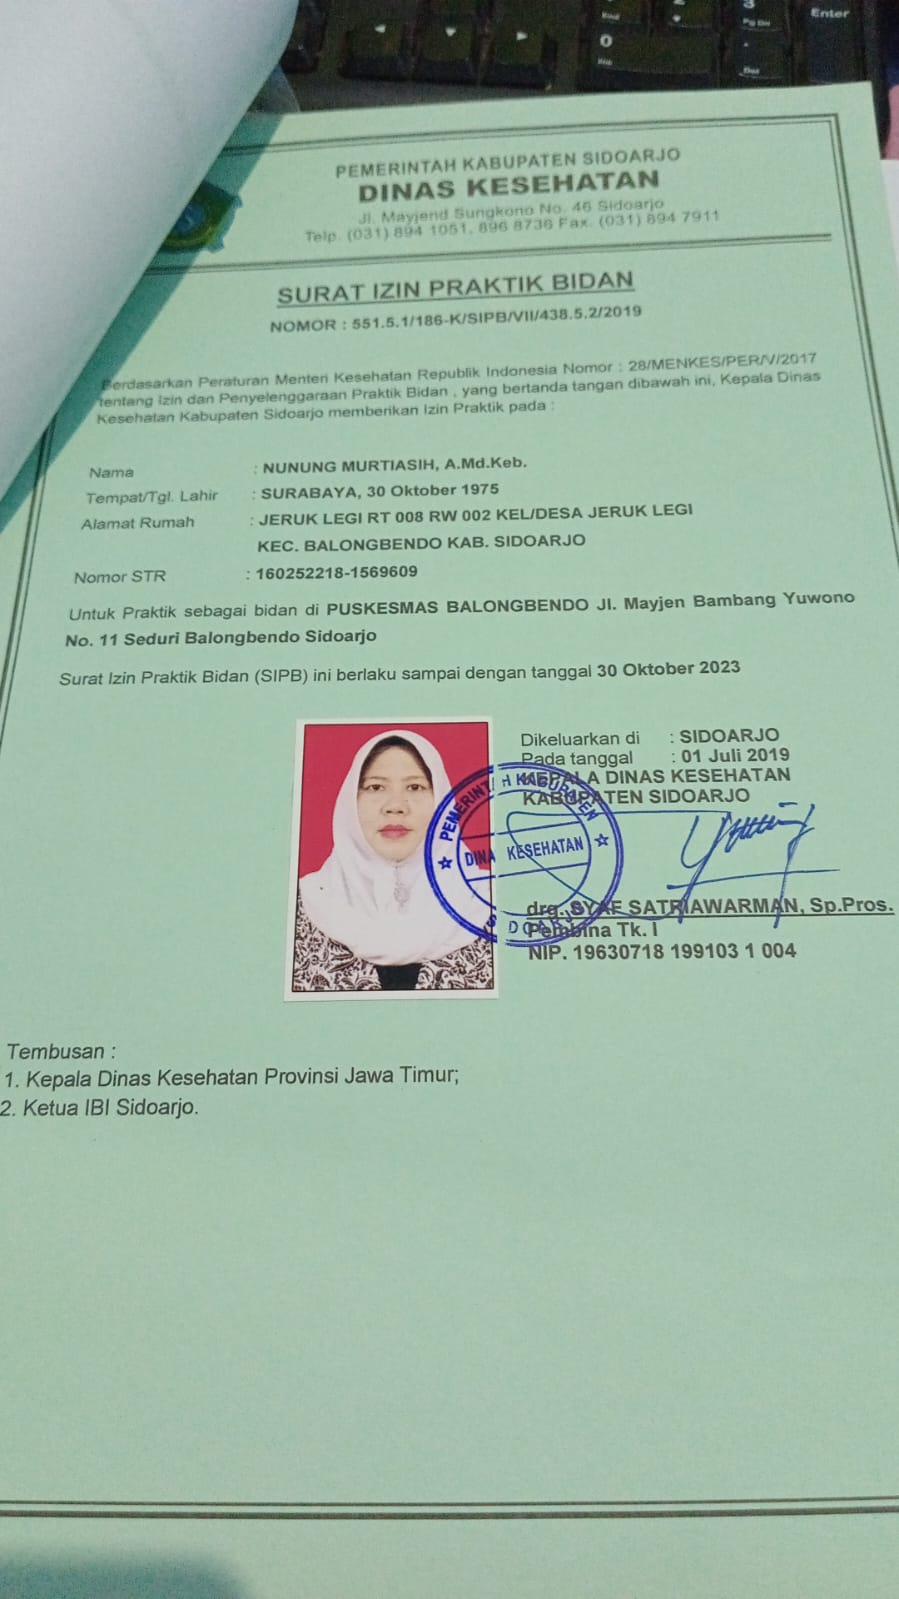 PEMERINTAH KABUPATEN SIDOARJO
DINAS KESEHATAN
Jl. Mayjend Sungkono No. 46 Sidoarjo
Telp. (031) 894 1051, 896 8736 Fax. (031) 894 7911
SURAT IZIN PRAKTIK BIDAN
NOMOR : 551.5.1/186-K/SIPB/VII/438.5.2/2019
Berdasarkan Peraturan Menteri Kesehatan Republik Indonesia Nomor : 28/MENKES/PER/V/2017
tentang Izin dan Penyelenggaraan Praktik Bidan , yang bertanda tangan dibawah ini, Kepala Dinas
Kesehatan Kabupaten Sidoarjo memberikan Izin Praktik pada :
Nama : NUNUNG MURTIASIH, A.Md.Keb.
Tempat/Tgl. Lahir : SURABAYA, 30 Oktober 1975
Alamat Rumah : JERUK LEGI RT 008 RW 002 KEL/DESA JERUK LEGI
KEC. BALONGBENDO KAB. SIDOARJO
Nomor STR : 160252218-1569609
Untuk Praktik sebagai bidan di PUSKESMAS BALONGBENDO Jl. Mayjen Bambang Yuwono
No. 11 Seduri Balongbendo Sidoarjo
Surat Izin Praktik Bidan (SIPB) ini berlaku sampai dengan tanggal 30 Oktober 2023
Dikeluarkan di : SIDOARJO
Pada tanggal : 01 Juli 2019
KEPALA DINAS KESEHATAN
KABUPATEN SIDOARJO
PEMERINTAH KABUPATEN
DINAS KESEHATAN
SIDOARJO
drg. SYAF SATRIAWARMAN, Sp.Pros.
Pembina Tk. I
NIP. 19630718 199103 1 004
Tembusan :
1. Kepala Dinas Kesehatan Provinsi Jawa Timur;
2. Ketua IBI Sidoarjo.
Enter
0
Ins
Pg Dn
.
Del